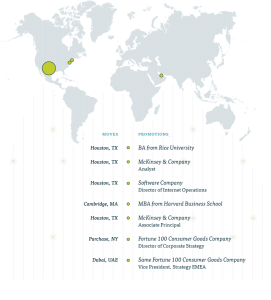 MOVES PROMOTIONS
Houston, TX BA from Rice University
Houston, TX McKinsey & Company
Analyst
Houston, TX Software Company
Director of Internet Operations
Cambridge, MA MBA from Harvard Business School
Houston, TX McKinsey & Company
Associate Principal
Purchase, NY Fortune 100 Consumer Goods Company
Director of Corporate Strategy
Dubai, UAE Same Fortune 100 Consumer Goods Company
Vice President, Strategy EMEA